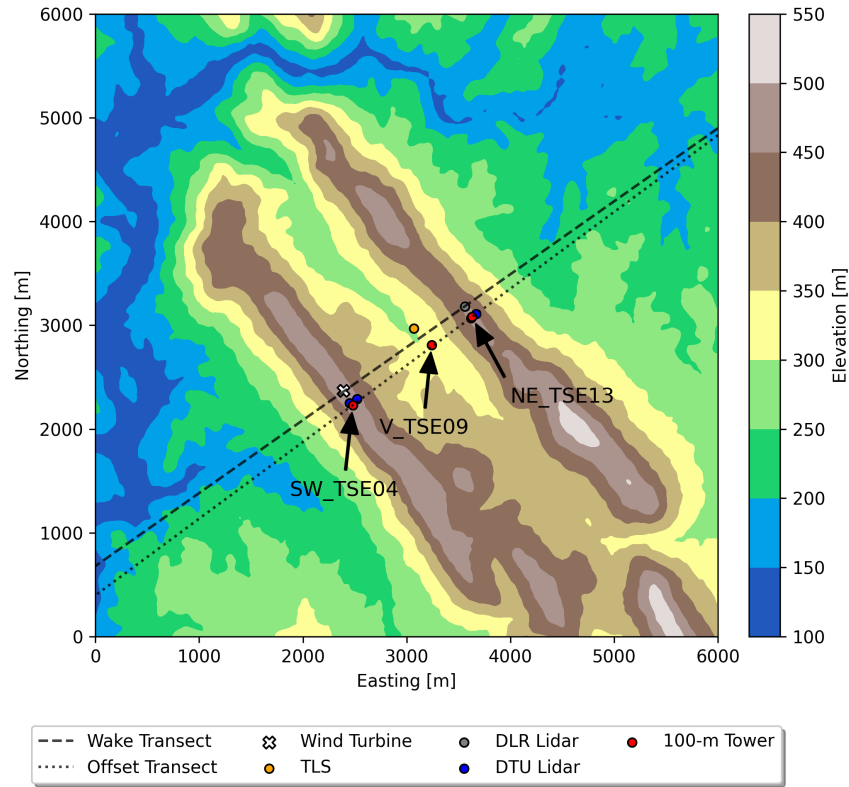 6000
5000
4000
3000
2000
1000
0
Northing [m]
0 1000 2000 3000 4000 5000 6000
Easting [m]
NE_TSE13
V_TSE09
SW_TSE04
550
500
450
400
350
300
250
200
150
100
Elevation [m]
Wake Transect
Offset Transect
Wind Turbine
TLS
DLR Lidar
DTU Lidar
100-m Tower